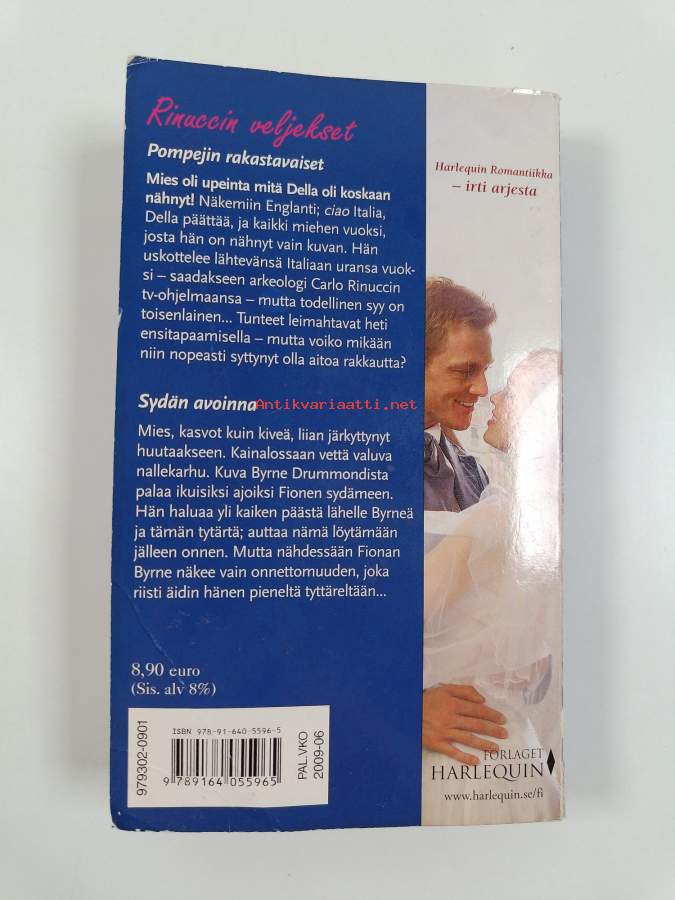 Rinuccin veljekset
Pompejin rakastavaiset
Mies oli upeinta mitä Della oli koskaan
nähnyt! Näkemiin Englanti; ciao Italia,
Della päättää, ja kaikki miehen vuoksi,
josta hän on nähnyt vain kuvan. Hän
uskottelee lähtevänsä Italiaan uransa vuok-
si – saadakseen arkeologi Carlo Rinuccin
tv-ohjelmaansa – mutta todellinen syy on
toisenlainen... Tunteet leimahtavat heti
ensitapaamisella – mutta voiko mikään
niin nopeasti syttynyt olla aitoa rakkautta?
Sydän avoinna
Antikvariaatti.net
Mies, kasvot kuin kiveä, liian järkyttynyt
huutaakseen. Kainalossaan vettä valuva
nallekarhu. Kuva Byrne Drummondista
palaa ikuisiksi ajoiksi Fionen sydämeen.
Hän haluaa yli kaiken päästä lähelle Byrneä
ja tämän tytärtä; auttaa nämä löytämään
jälleen onnen. Mutta nähdessään Fionan
Byrne näkee vain onnettomuuden, joka
riisti äidin hänen pieneltä tyttäreltään...
8,90 euro
(Sis. alv 8%)
979302-0901
ISBN 978-91-640-5596-5
9 789164 055965
PAL.VKO
2009-06
Harlequin Romantiikka
– irti arjesta
FÖRLAGET
HARLEQUIN
www.harlequin.se/fi